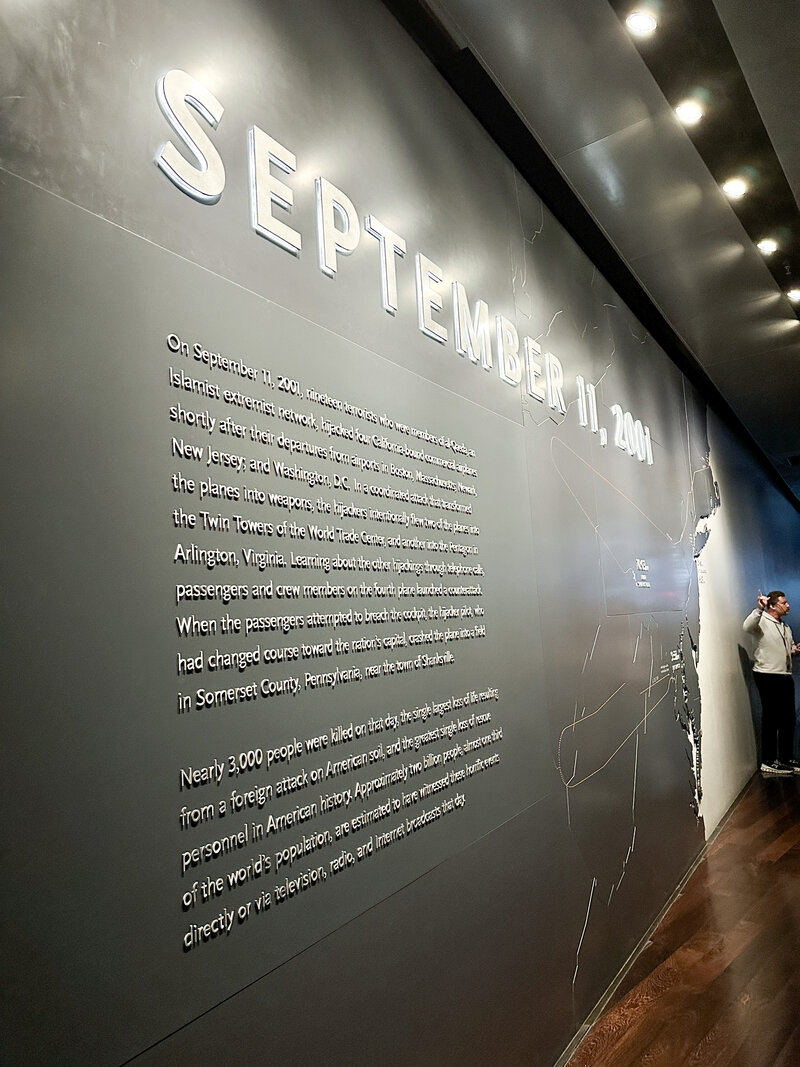 SEPTEMBER 11, 2001
On September 11, 2001, nineteen terrorists who were members of al-Qaeda, an
Islamist extremist network, hijacked four California-bound commercial airplanes
shortly after their departures from airports in Boston, Massachusetts; Newark,
New Jersey; and Washington, D.C. In a coordinated attack that transformed
the planes into weapons, the hijackers intentionally flew two of the planes into
the Twin Towers of the World Trade Center, and another into the Pentagon in
Arlington, Virginia. Learning about the other hijackings through telephone calls,
passengers and crew members on the fourth plane launched a counterattack.
When the passengers attempted to breach the cockpit, the hijacker pilot, who
had changed course toward the nation's capital, crashed the plane into a field
in Somerset County, Pennsylvania, near the town of Shanksville.
Nearly 3,000 people were killed on that day, the single largest loss of life resulting
from a foreign attack on American soil, and the greatest single loss of rescue
personnel in American history. Approximately two billion people, almost one third
of the world's population, are estimated to have witnessed these horrific events
directly or via television, radio, and Internet broadcasts that day.